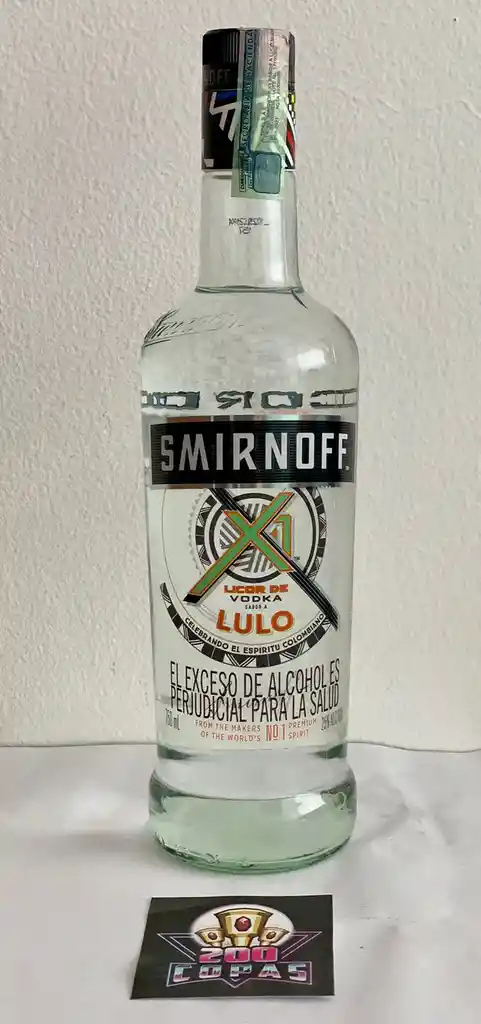 SMIRNOFF
X1
LICOR DE
VODKA
SABOR A
LULO
CELEBRANDO EL ESPÍRITU COLOMBIANO
EL EXCESO DE ALCOHOL ES
PERJUDICIAL PARA LA SALUD
750 ml
FROM THE MAKERS
OF THE WORLD'S
Nº1
PREMIUM
SPIRIT
200
COPAS